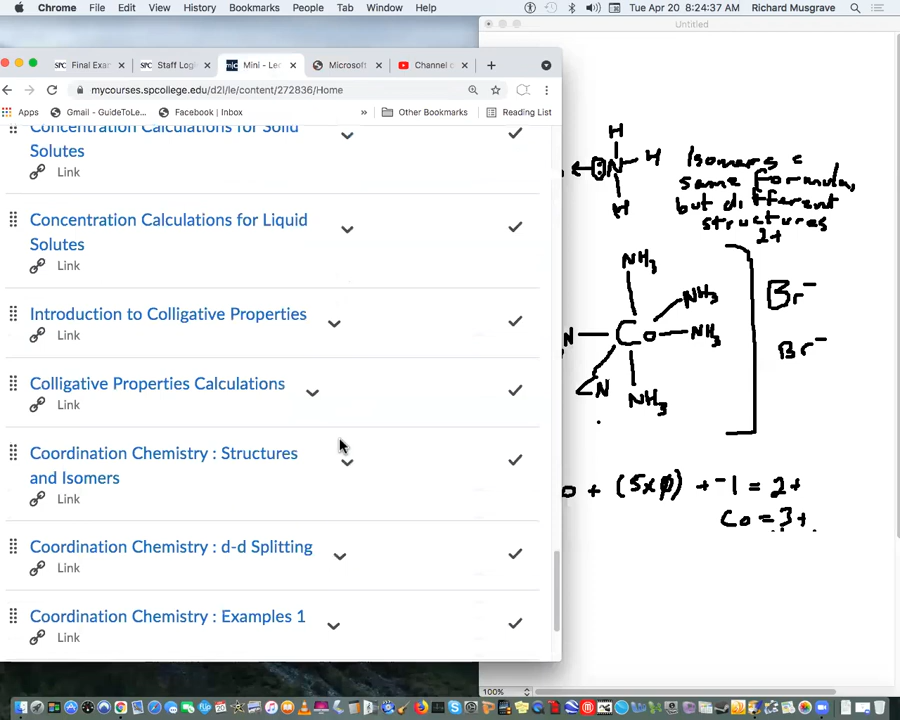 Chrome File Edit View History Bookmarks People Tab Window Help Tue Apr 20 8:24:37 AM Richard Musgrave
Untitled
Final Exar
Staff Logi
Mini - Lec
Microsoft
Channel c
mycourses.spcollege.edu/d2l/le/content/272836/Home
Apps Gmail - GuideToLe... Facebook | Inbox » Other Bookmarks Reading List
Concentration Calculations for Solid
Solutes
Link
Concentration Calculations for Liquid
Solutes
Link
Introduction to Colligative Properties
Link
Colligative Properties Calculations
Link
Coordination Chemistry : Structures
and Isomers
Link
Coordination Chemistry : d-d Splitting
Link
Coordination Chemistry : Examples 1
Link
H
N H
H
Isomers =
same formula,
but different
structures
2+
NH3
NH3
N Co NH3
N NH3
Br-
Br-
o + (5x0) + -1 = 2+
Co = 3+
100%